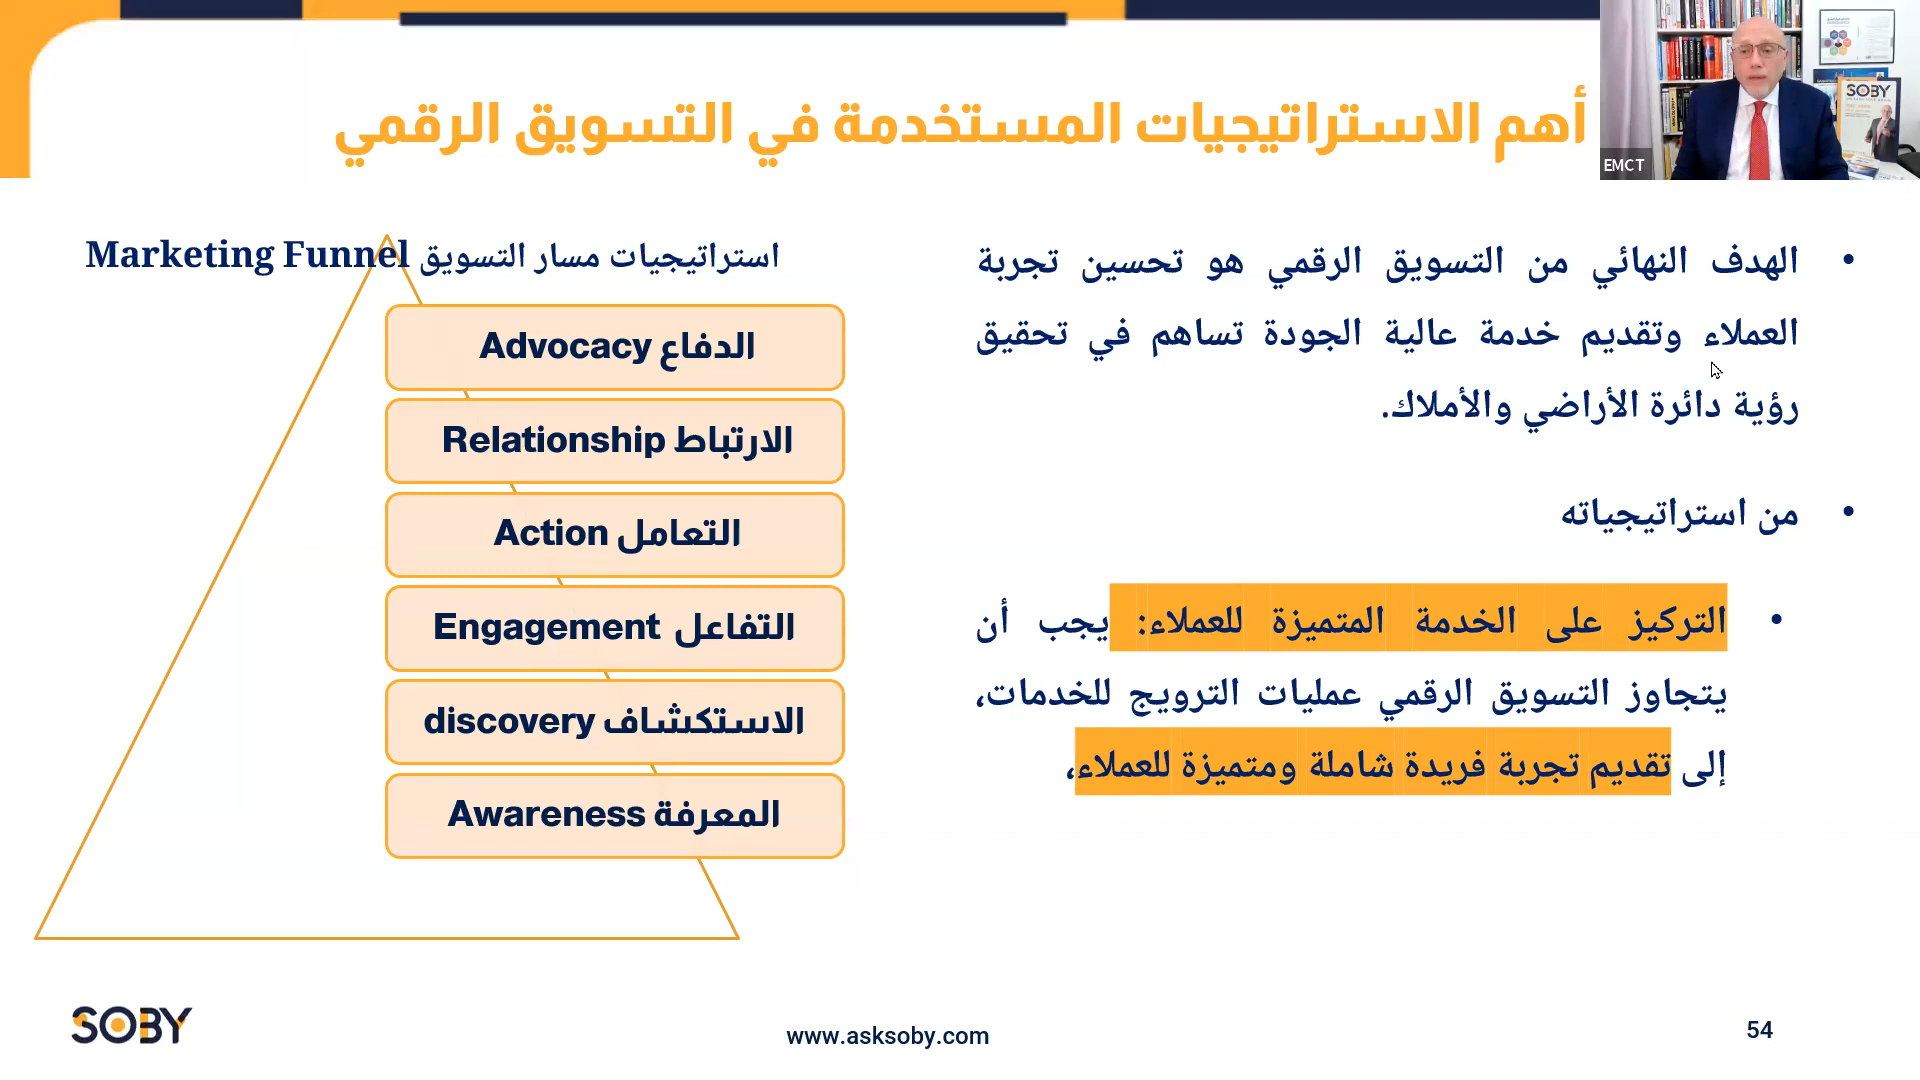 أهم الاستراتيجيات المستخدمة في التسويق الرقمي
SOBY
EMCT
الهدف النهائي من التسويق الرقمي هو تحسين تجربة
العملاء وتقديم خدمة عالية الجودة تساهم في تحقيق
رؤية دائرة الأراضي والأملاك.
من استراتيجياته
التركيز على الخدمة المتميزة للعملاء: يجب أن
يتجاوز التسويق الرقمي عمليات الترويج للخدمات،
إلى تقديم تجربة فريدة شاملة ومتميزة للعملاء،
استراتيجيات مسار التسويق Marketing Funnel
الدفاع Advocacy
الارتباط Relationship
التعامل Action
التفاعل Engagement
الاستكشاف discovery
المعرفة Awareness
SOBY
www.asksoby.com
54